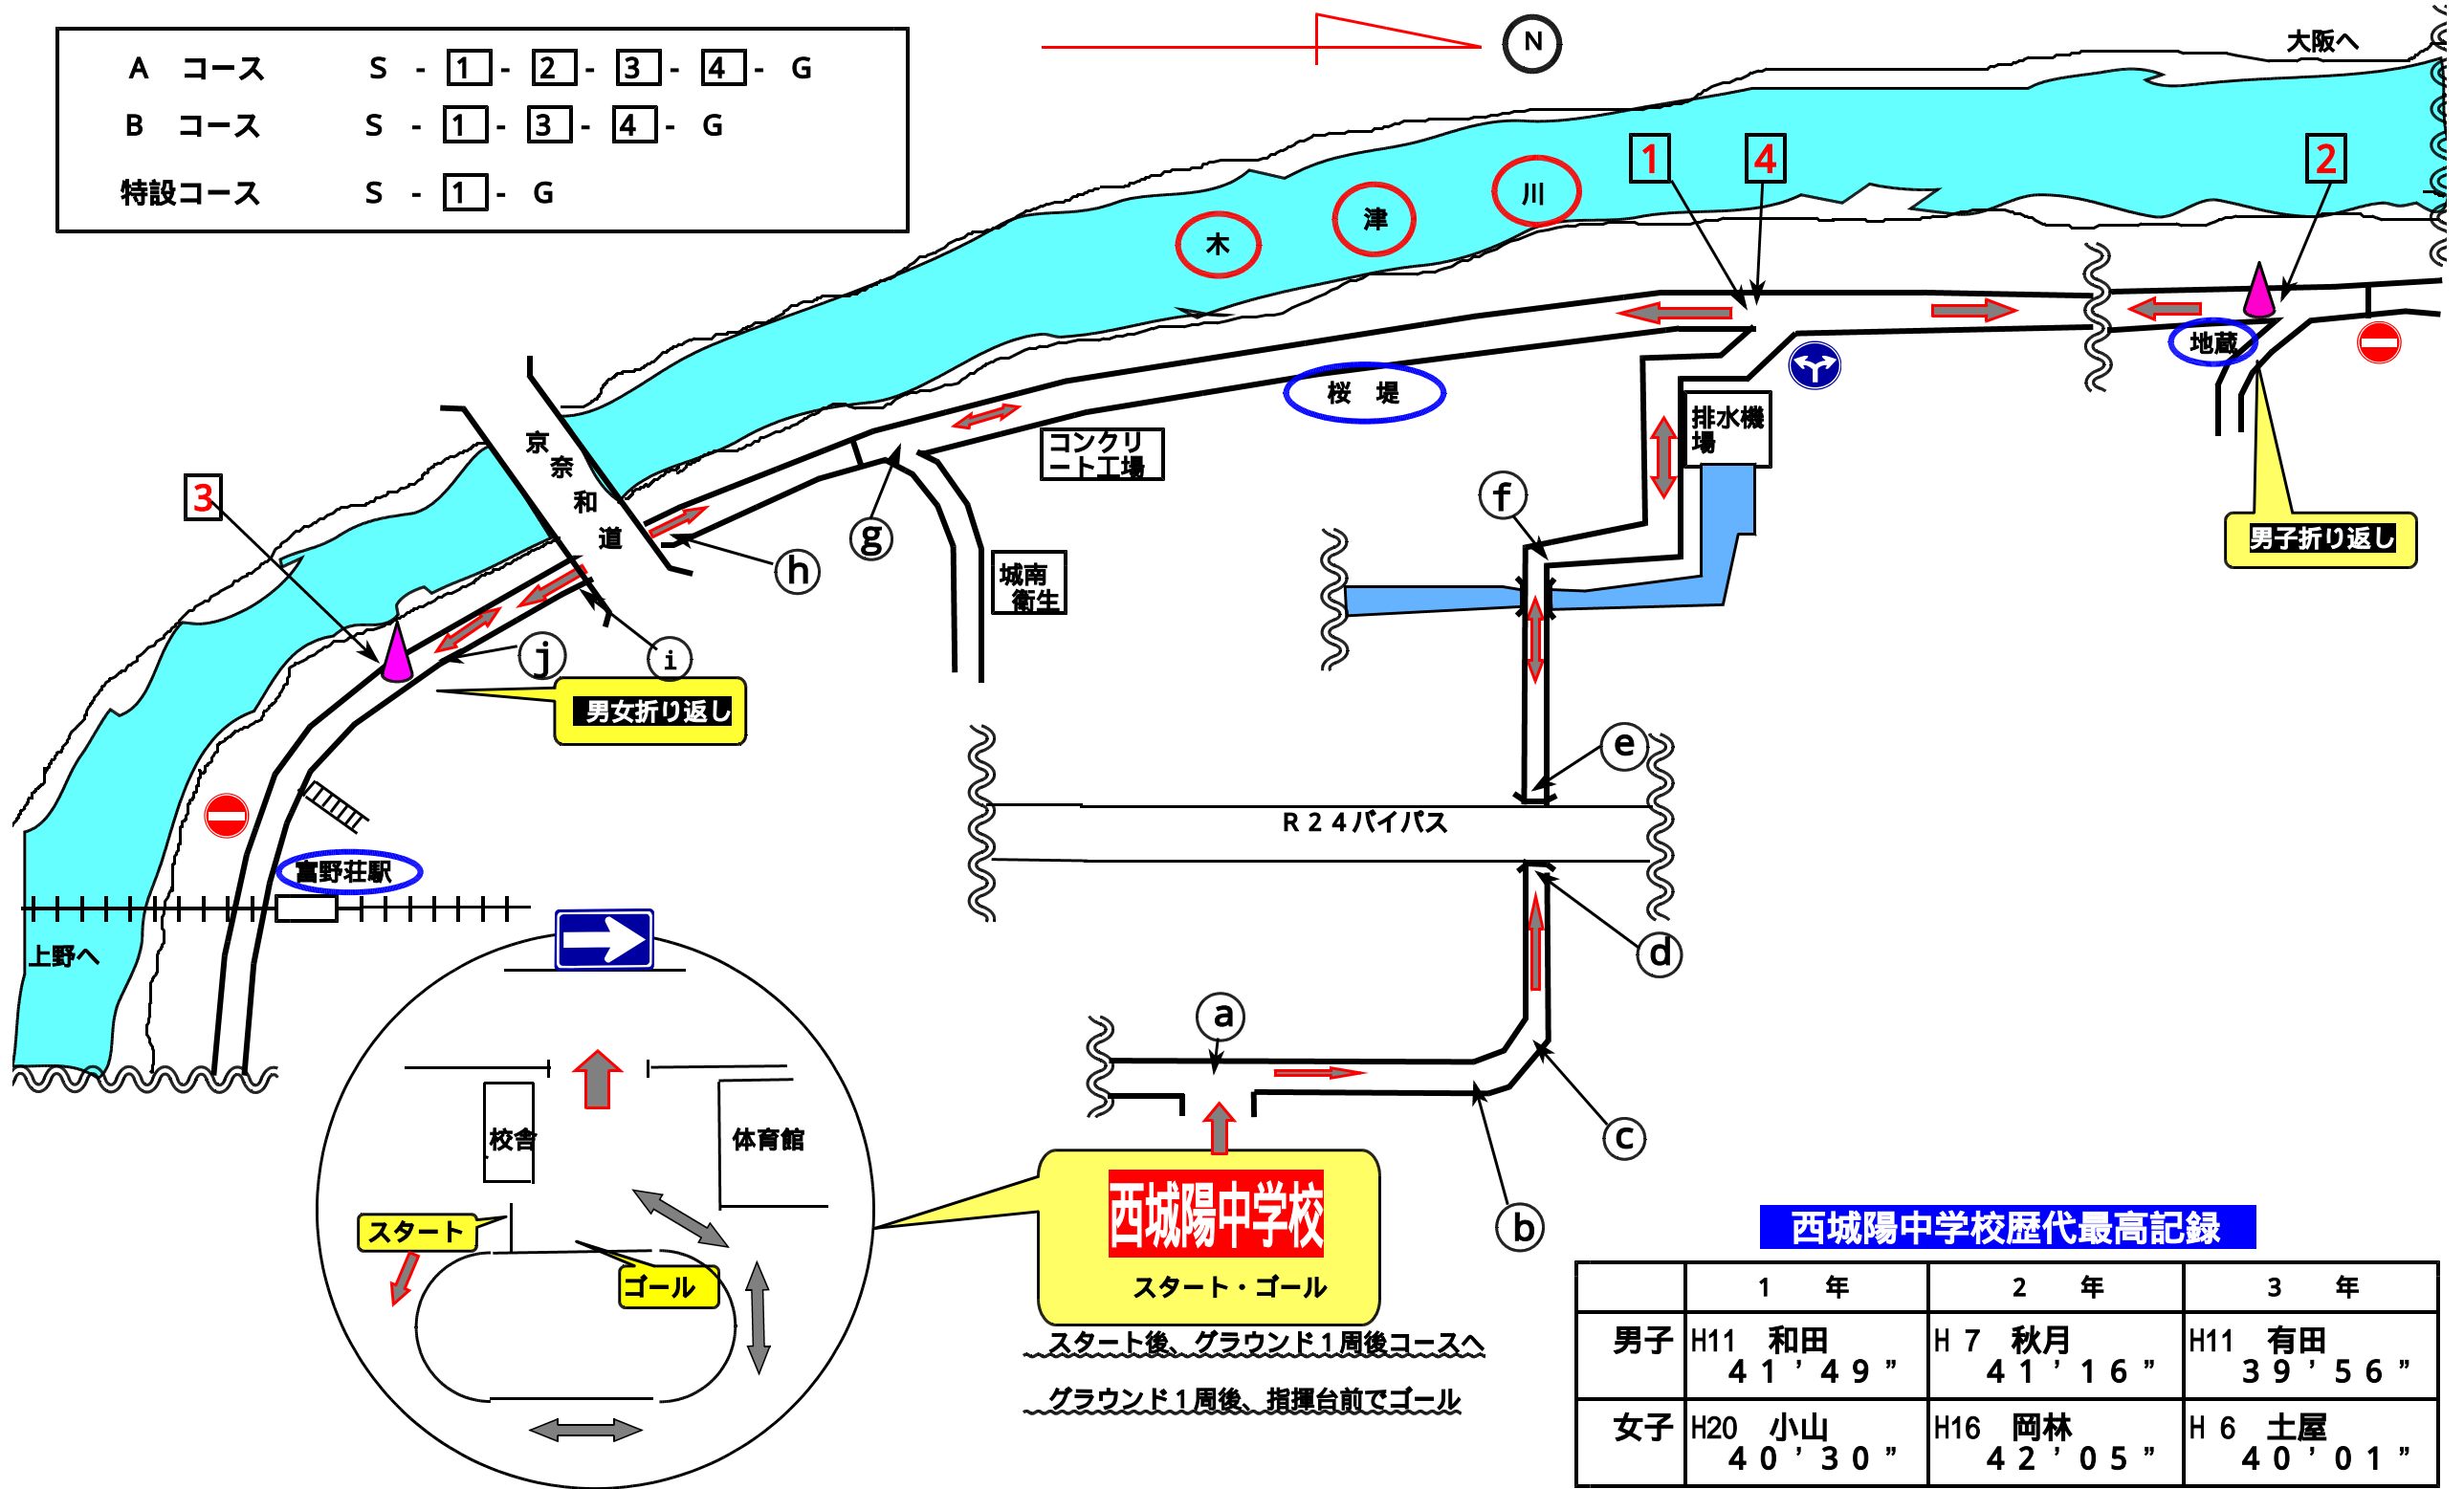 A コース S - 1 - 2 - 3 - 4 - G
B コース S - 1 - 3 - 4 - G
特設コース S - 1 - G
N
大阪へ
木 津 川
1
4
2
地蔵
桜 堤
排水機
場
コンクリ
ート工場
京奈和道
3
f
g
h
男子折り返し
城南
衛生
j
i
男女折り返し
e
R24バイパス
富野荘駅
上野へ
d
a
校舎
体育館
c
西城陽中学校
スタート・ゴール
b
スタート
ゴール
スタート後、グラウンド1周後コースへ
グラウンド1周後、指揮台前でゴール
西城陽中学校歴代最高記録
1 年 2 年 3 年
男子 H11 和田 H 7 秋月 H11 有田
41’49” 41’16” 39’56”
女子 H20 小山 H16 岡林 H 6 土屋
40’30” 42’05” 40’01”